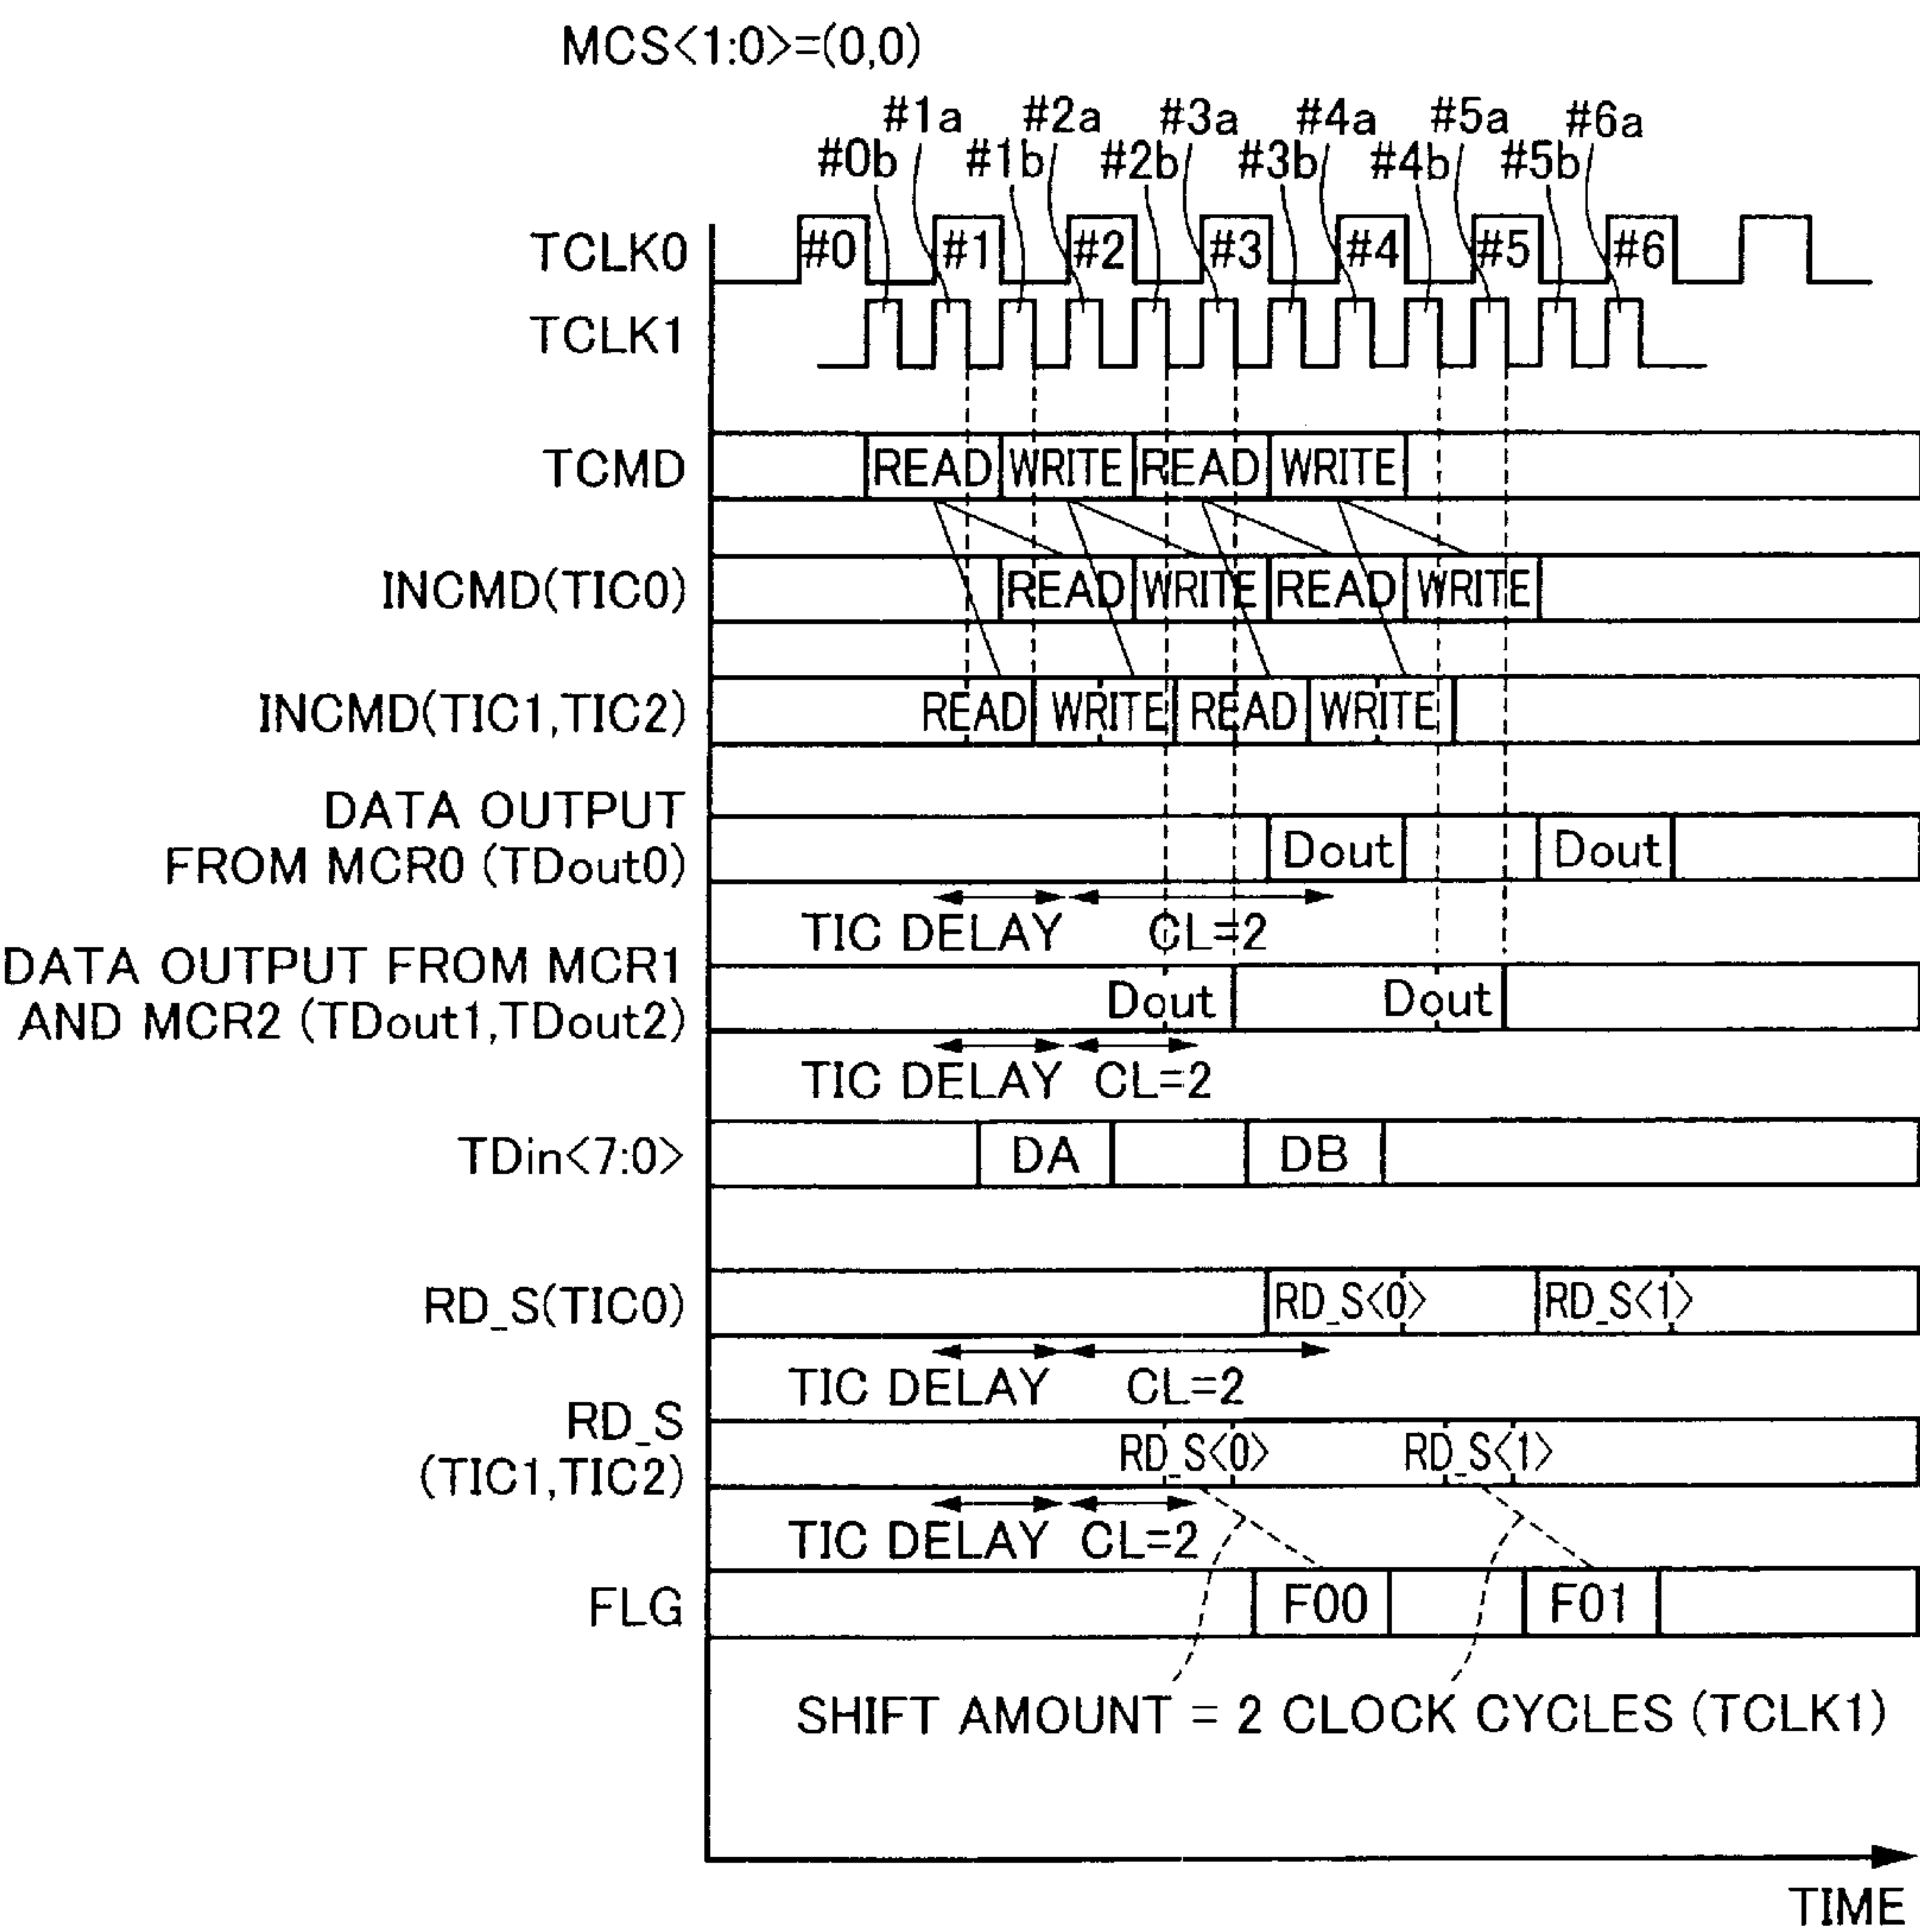 MCS<1:0>=(0,0)
#1a #2a #3a #4a #5a #6a
#0b #1b #2b #3b #4b #5b
TCLK0 #0 #1 #2 #3 #4 #5 #6
TCLK1
TCMD READ WRITE READ WRITE
INCMD(TIC0) READ WRITE READ WRITE
INCMD(TIC1,TIC2) READ WRITE READ WRITE
DATA OUTPUT
FROM MCR0 (TDout0) Dout Dout
TIC DELAY CL=2
DATA OUTPUT FROM MCR1
AND MCR2 (TDout1,TDout2) Dout Dout
TIC DELAY CL=2
TDin<7:0> DA DB
RD_S(TIC0) RD_S<0> RD_S<1>
TIC DELAY CL=2
RD_S
(TIC1,TIC2) RD_S<0> RD_S<1>
TIC DELAY CL=2
FLG F00 F01
SHIFT AMOUNT = 2 CLOCK CYCLES (TCLK1)
TIME